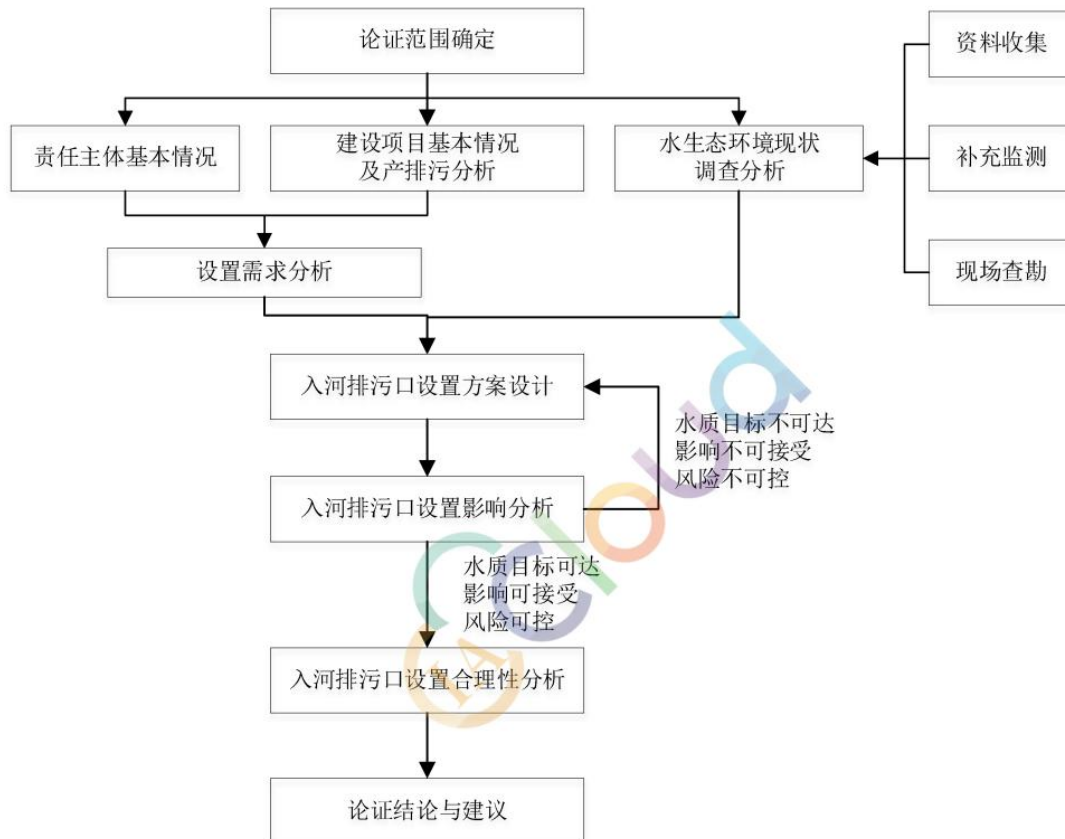 论证范围确定
资料收集
责任主体基本情况
建设项目基本情况
及产排污分析
水生态环境现状
调查分析
补充监测
设置需求分析
现场查勘
入河排污口设置方案设计
水质目标不可达
影响不可接受
风险不可控
入河排污口设置影响分析
水质目标可达
影响可接受
风险可控
入河排污口设置合理性分析
论证结论与建议
IA
Ccloud